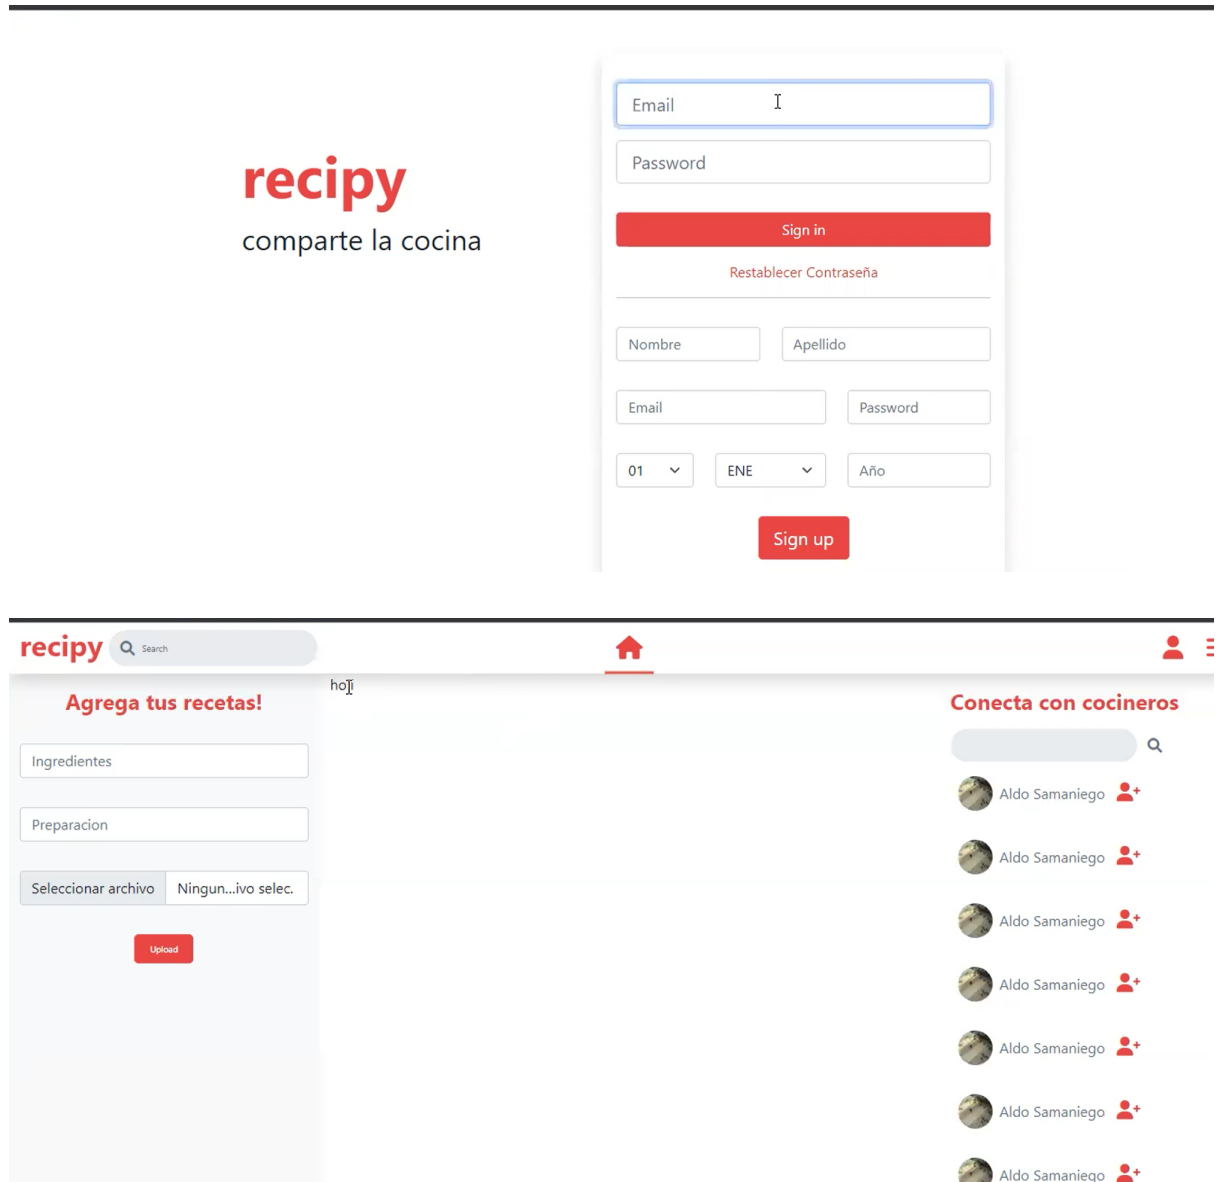 Email
Password
recipy
comparte la cocina
Sign in
Restablecer Contraseña
Nombre Apellido
Email Password
01 ENE Año
Sign up
recipy Search
holi
Agrega tus recetas!
Ingredientes
Preparacion
Seleccionar archivo Ningun...ivo selec.
Upload
Conecta con cocineros
Aldo Samaniego
Aldo Samaniego
Aldo Samaniego
Aldo Samaniego
Aldo Samaniego
Aldo Samaniego
Aldo Samaniego